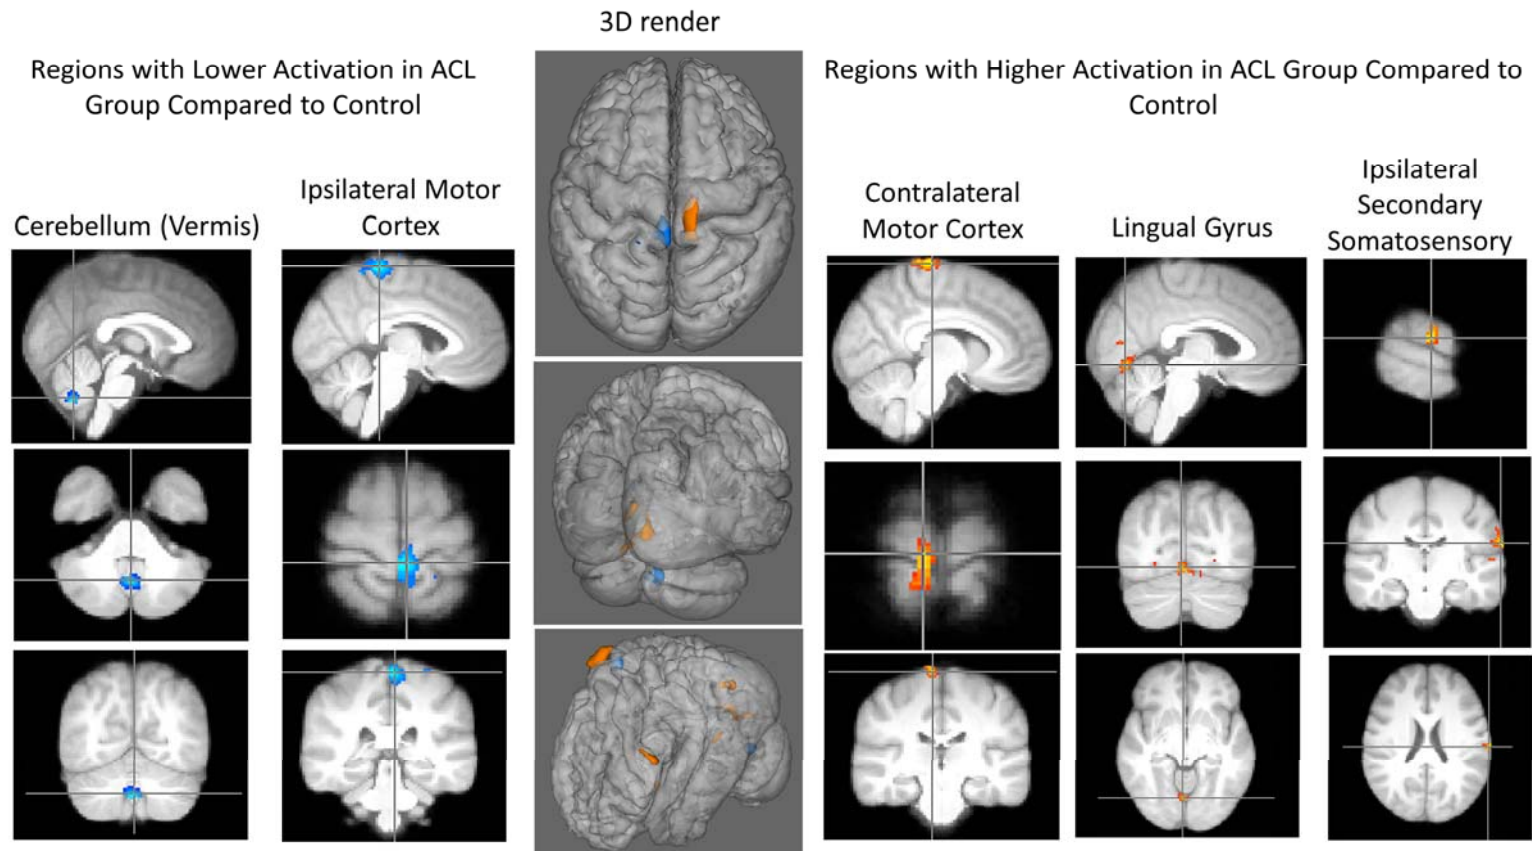 3D render
Regions with Lower Activation in ACL
Group Compared to Control
Regions with Higher Activation in ACL Group Compared to
Control
Cerebellum (Vermis)
Ipsilateral Motor
Cortex
Contralateral
Motor Cortex
Lingual Gyrus
Ipsilateral
Secondary
Somatosensory